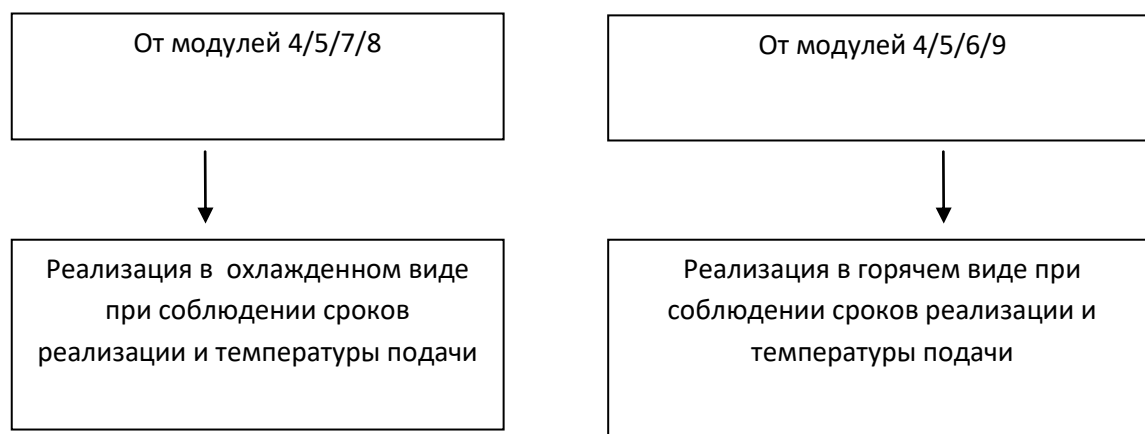 От модулей 4/5/7/8
От модулей 4/5/6/9
Реализация в охлажденном виде
при соблюдении сроков
реализации и температуры подачи
Реализация в горячем виде при
соблюдении сроков реализации и
температуры подачи